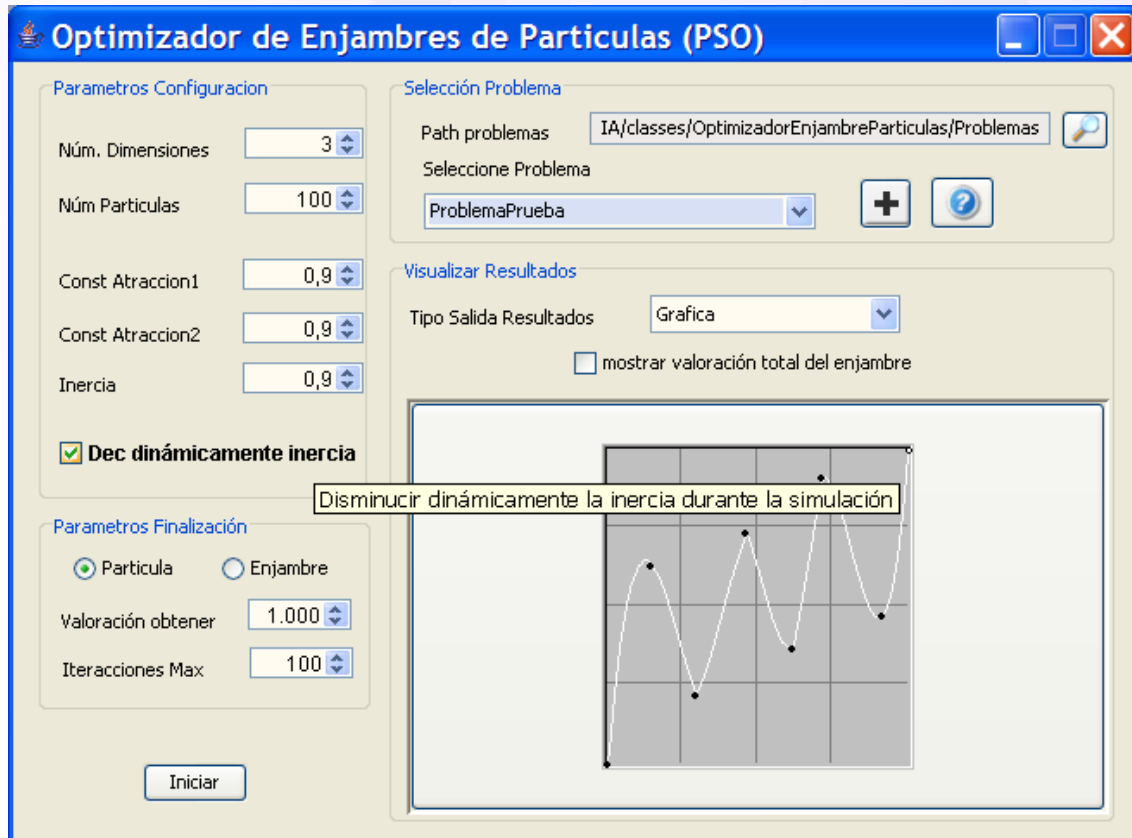 Optimizador de Enjambres de Particulas (PSO)
Parametros Configuracion
Núm. Dimensiones 3
Núm Particulas 100
Const Atraccion1 0,9
Const Atraccion2 0,9
Inercia 0,9
Dec dinámicamente inercia
Disminucir dinámicamente la inercia durante la simulación
Parametros Finalización
Particula Enjambre
Valoración obtener 1.000
Iteracciones Max 100
Iniciar
Selección Problema
Path problemas IA/classes/OptimizadorEnjambreParticulas/Problemas
Seleccione Problema
ProblemaPrueba
Visualizar Resultados
Tipo Salida Resultados Grafica
mostrar valoración total del enjambre